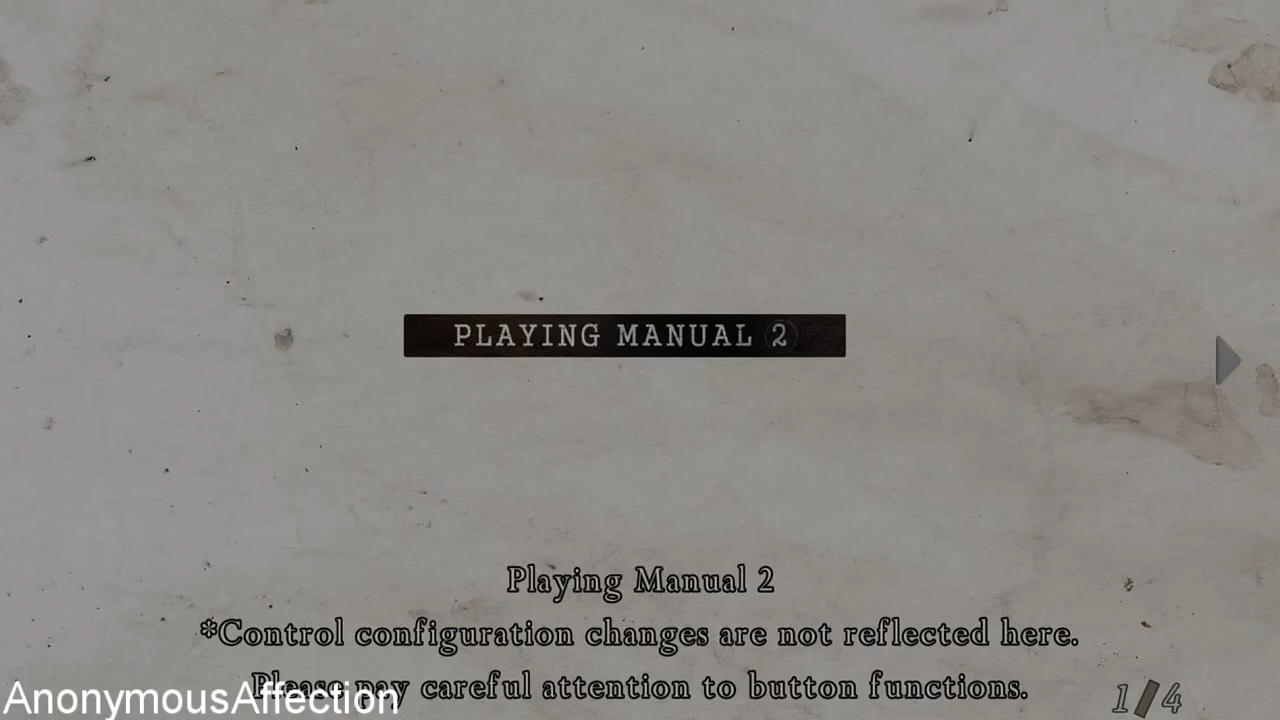 PLAYING MANUAL 2
Playing Manual 2
*Control configuration changes are not reflected here.
Please pay careful attention to button functions.
AnonymousAffection
1/4